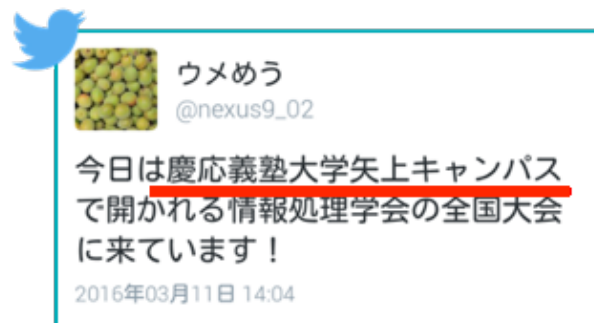 ウメめう
@nexus9_02
今日は慶応義塾大学矢上キャンパス
で開かれる情報処理学会の全国大会
に来ています！
2016年03月11日 14:04